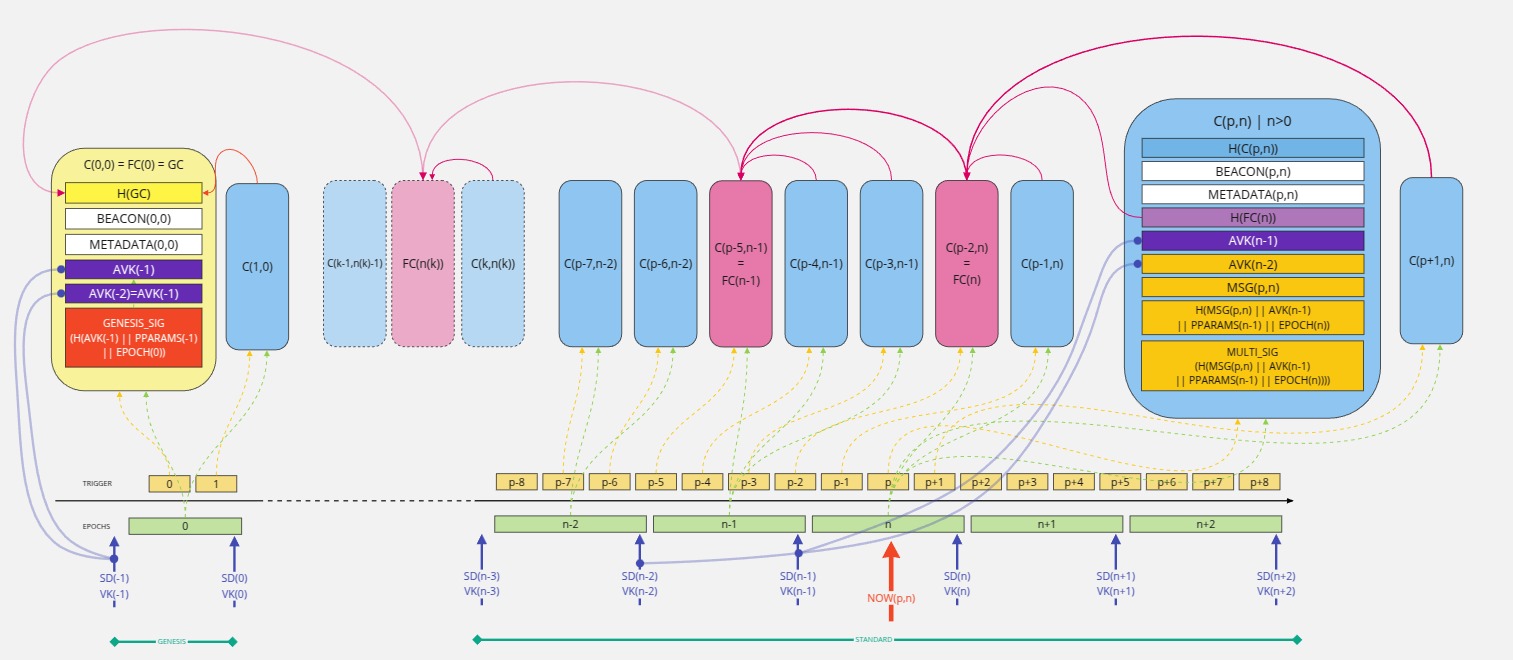 C(0,0) = FC(0) = GC
H(GC)
BEACON(0,0)
METADATA(0,0)
AVK(-1)
AVK(-2)=AVK(-1)
GENESIS_SIG
(H(AVK(-1) || PPARAMS(-1)
|| EPOCH(0))
C(1,0)
C(k-1,n(k)-1)
FC(n(k))
C(k,n(k))
C(p-7,n-2)
C(p-6,n-2)
C(p-5,n-1)
=
FC(n-1)
C(p-4,n-1)
C(p-3,n-1)
C(p-2,n)
=
FC(n)
C(p-1,n)
C(p,n) | n>0
H(C(p,n))
BEACON(p,n)
METADATA(p,n)
H(FC(n))
AVK(n-1)
AVK(n-2)
MSG(p,n)
H(MSG(p,n) || AVK(n-1)
|| PPARAMS(n-1) || EPOCH(n))
MULTI_SIG
(H(MSG(p,n) || AVK(n-1)
|| PPARAMS(n-1) || EPOCH(n))))
C(p+1,n)
TRIGGER
0
1
p-8
p-7
p-6
p-5
p-4
p-3
p-2
p-1
p
p+1
p+2
p+3
p+4
p+5
p+6
p+7
p+8
EPOCHS
0
n-2
n-1
n
n+1
n+2
SD(-1)
VK(-1)
SD(0)
VK(0)
SD(n-3)
VK(n-3)
SD(n-2)
VK(n-2)
SD(n-1)
VK(n-1)
NOW(p,n)
SD(n)
VK(n)
SD(n+1)
VK(n+1)
SD(n+2)
VK(n+2)
GENESIS
STANDARD